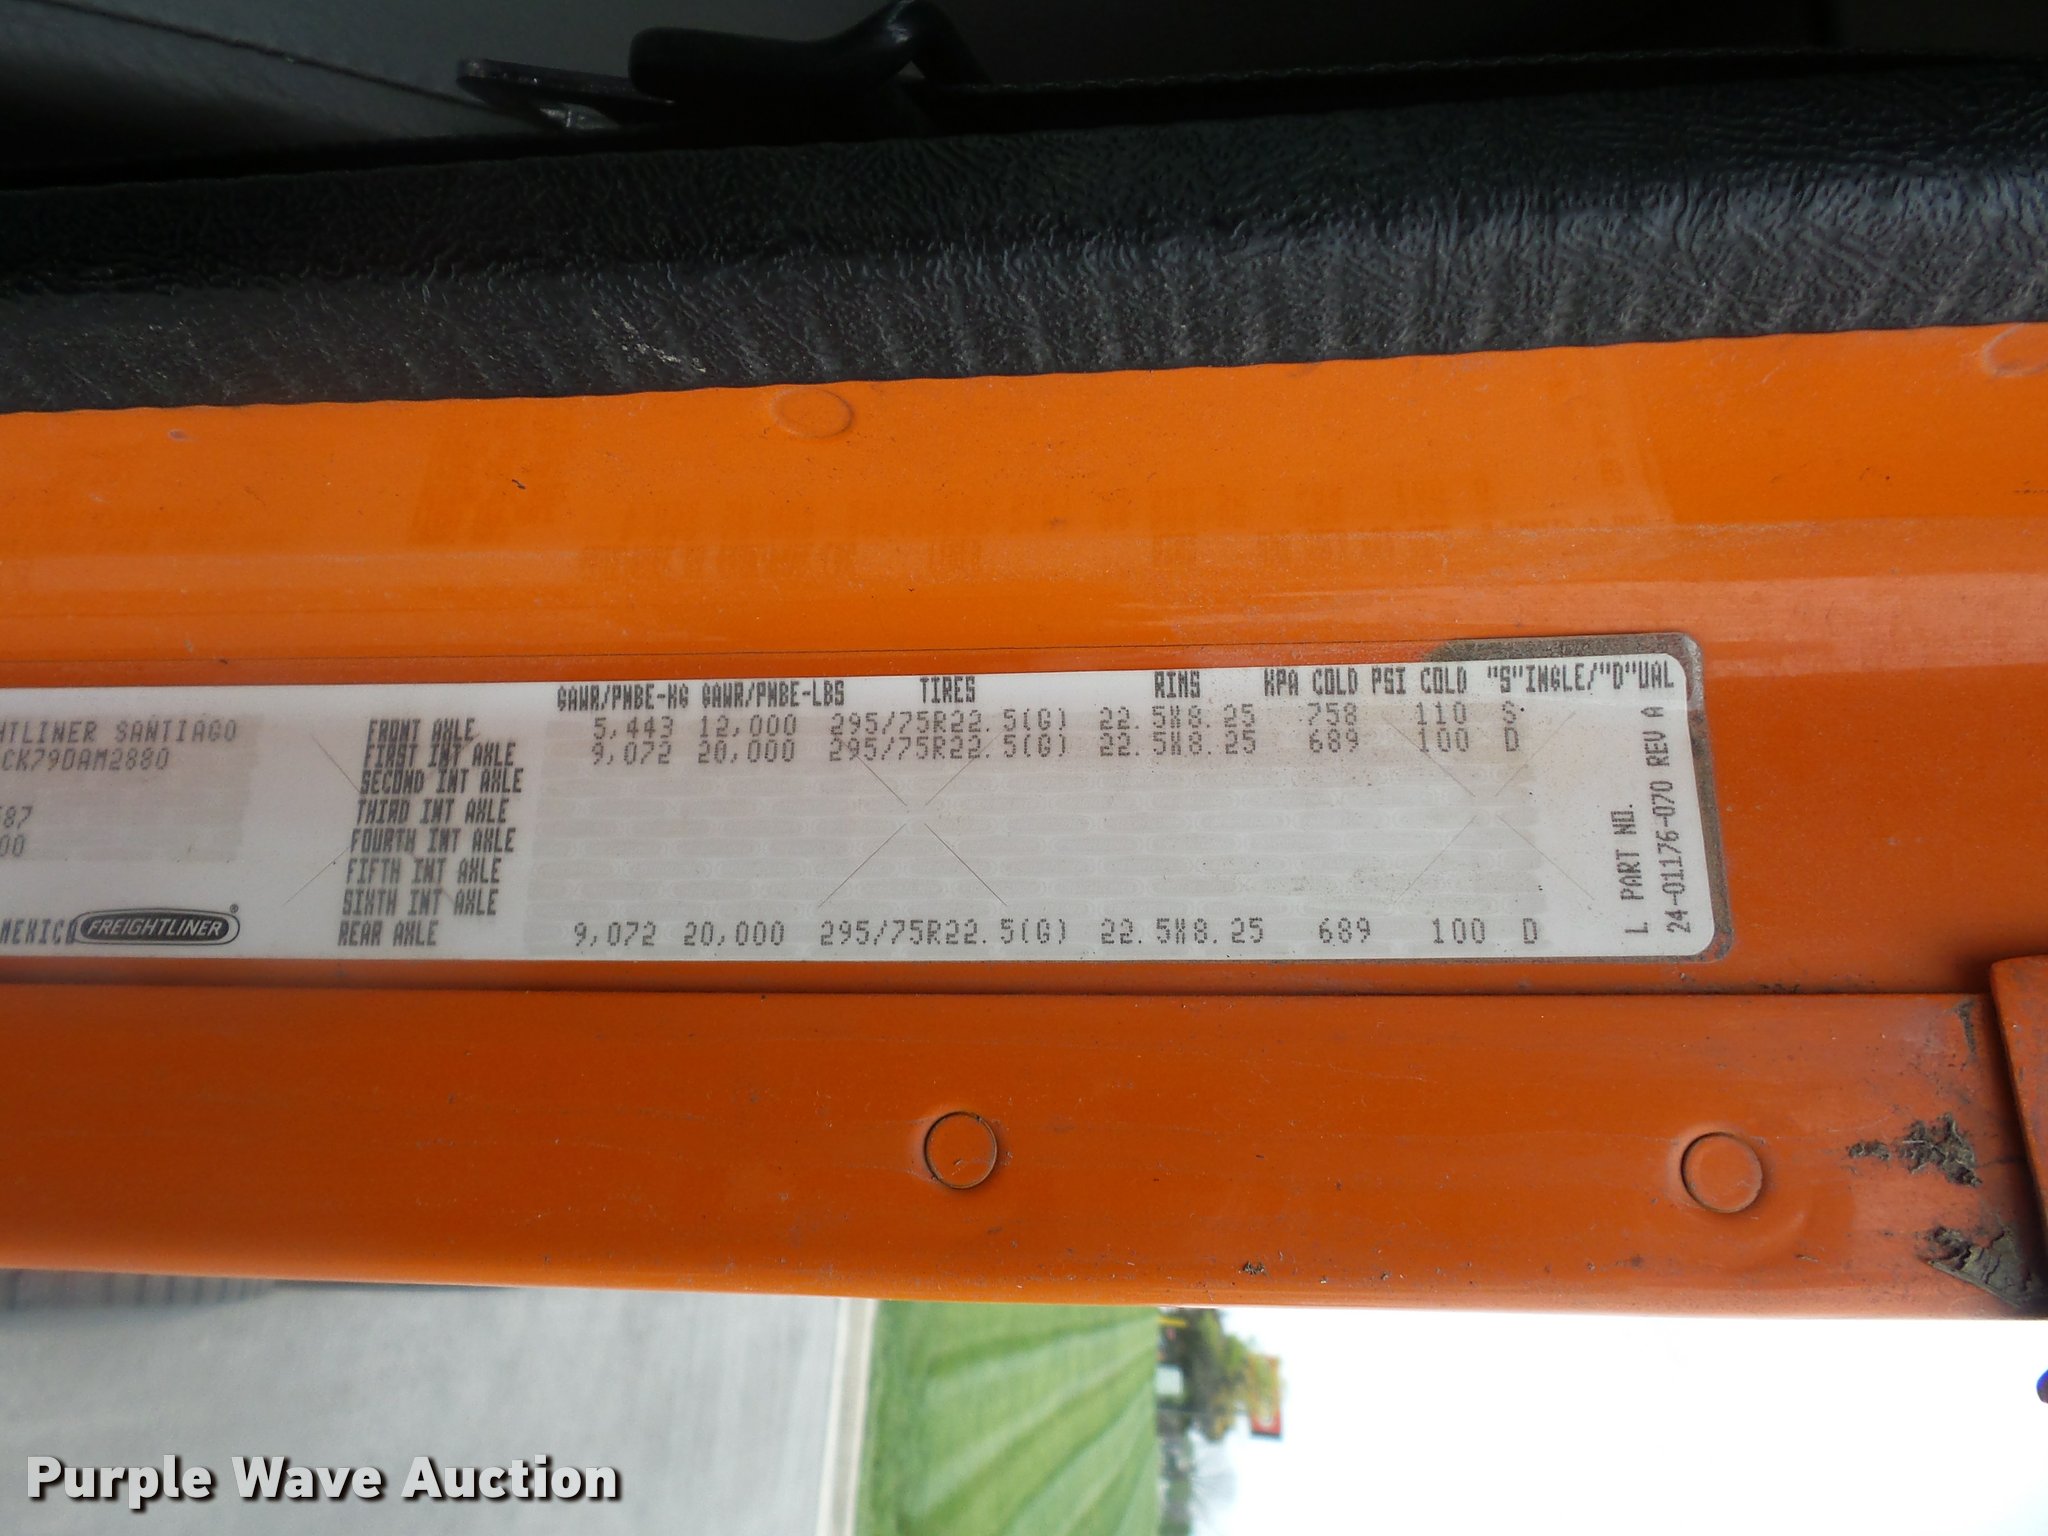 GAWR/PNBE-KG GAWR/PNBE-LBS TIRES RIMS KPA COLD PSI COLD "S"INGLE/"D"UAL
HTLINER SANTIAGO
CK79DAM2880
587
00
MEXICO FREIGHTLINER®
FRONT AXLE 5,443 12,000 295/75R22.5(G) 22.5X8.25 758 110 S
FIRST INT AXLE 9,072 20,000 295/75R22.5(G) 22.5X8.25 689 100 D
SECOND INT AXLE
THIRD INT AXLE
FOURTH INT AXLE
FIFTH INT AXLE
SIXTH INT AXLE
REAR AXLE 9,072 20,000 295/75R22.5(G) 22.5X8.25 689 100 D
L PART NO.
24-01176-070 REV A
Purple Wave Auction